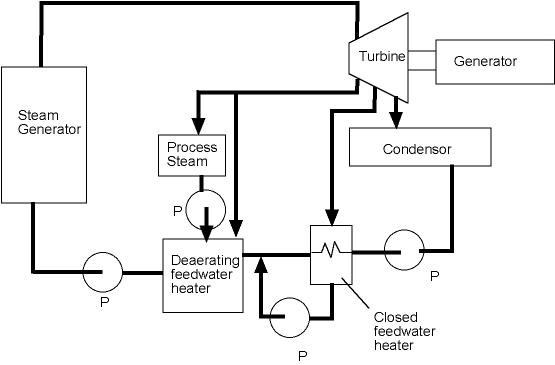 Turbine
Generator
Steam
Generator
Process
Steam
Condensor
P
Deaerating
feedwater
heater
P
P
P
Closed
feedwater
heater